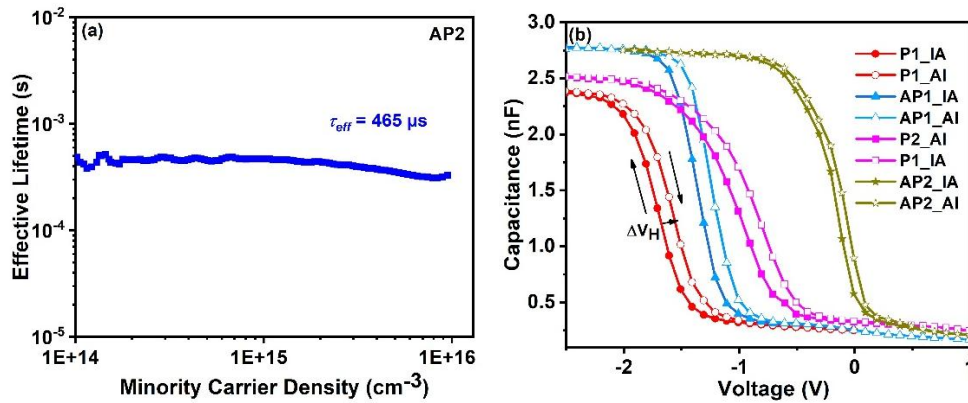 (a)
AP2
10⁻²
10⁻³
10⁻⁴
10⁻⁵
Effective Lifetime (s)
τeff = 465 µs
1E+14
1E+15
1E+16
Minority Carrier Density (cm⁻³)
(b)
3.0
2.5
2.0
1.5
1.0
0.5
Capacitance (nF)
P1_IA
P1_AI
AP1_IA
AP1_AI
P2_AI
P1_IA
AP2_IA
AP2_AI
ΔVH
-2
-1
0
Voltage (V)